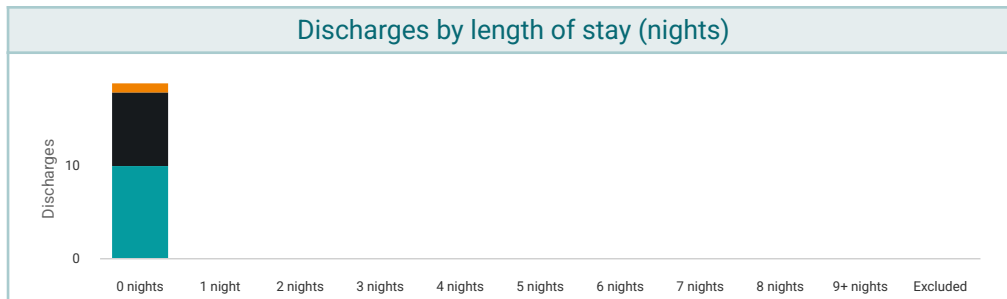 Discharges by length of stay (nights)
Discharges
10
0
0 nights 1 night 2 nights 3 nights 4 nights 5 nights 6 nights 7 nights 8 nights 9+ nights Excluded